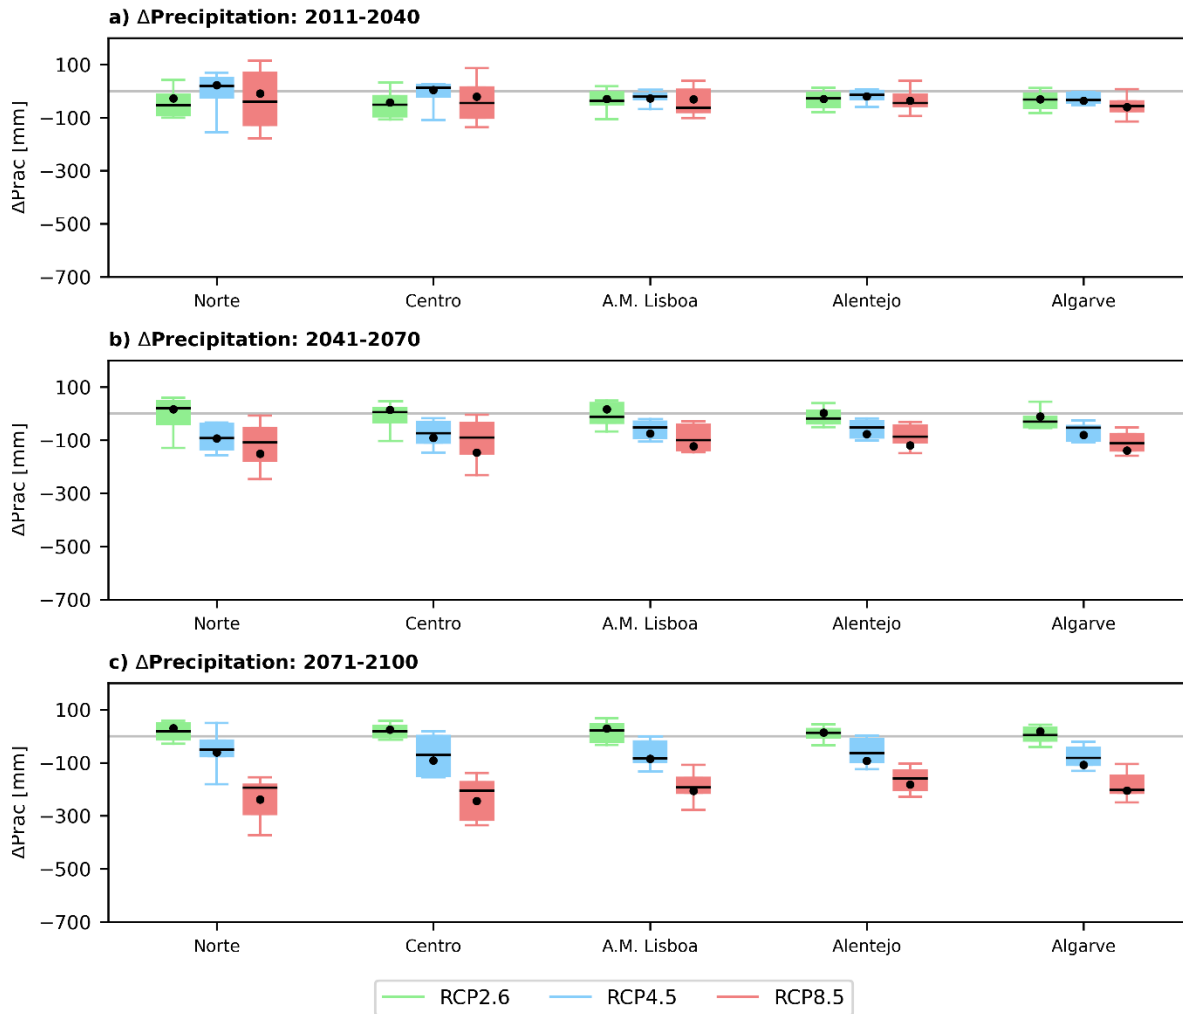 a) ΔPrecipitation: 2011-2040
100
−100
−300
−500
−700
ΔPrac [mm]
Norte Centro A.M. Lisboa Alentejo Algarve
b) ΔPrecipitation: 2041-2070
100
−100
−300
−500
−700
ΔPrac [mm]
Norte Centro A.M. Lisboa Alentejo Algarve
c) ΔPrecipitation: 2071-2100
100
−100
−300
−500
−700
ΔPrac [mm]
Norte Centro A.M. Lisboa Alentejo Algarve
RCP2.6 RCP4.5 RCP8.5